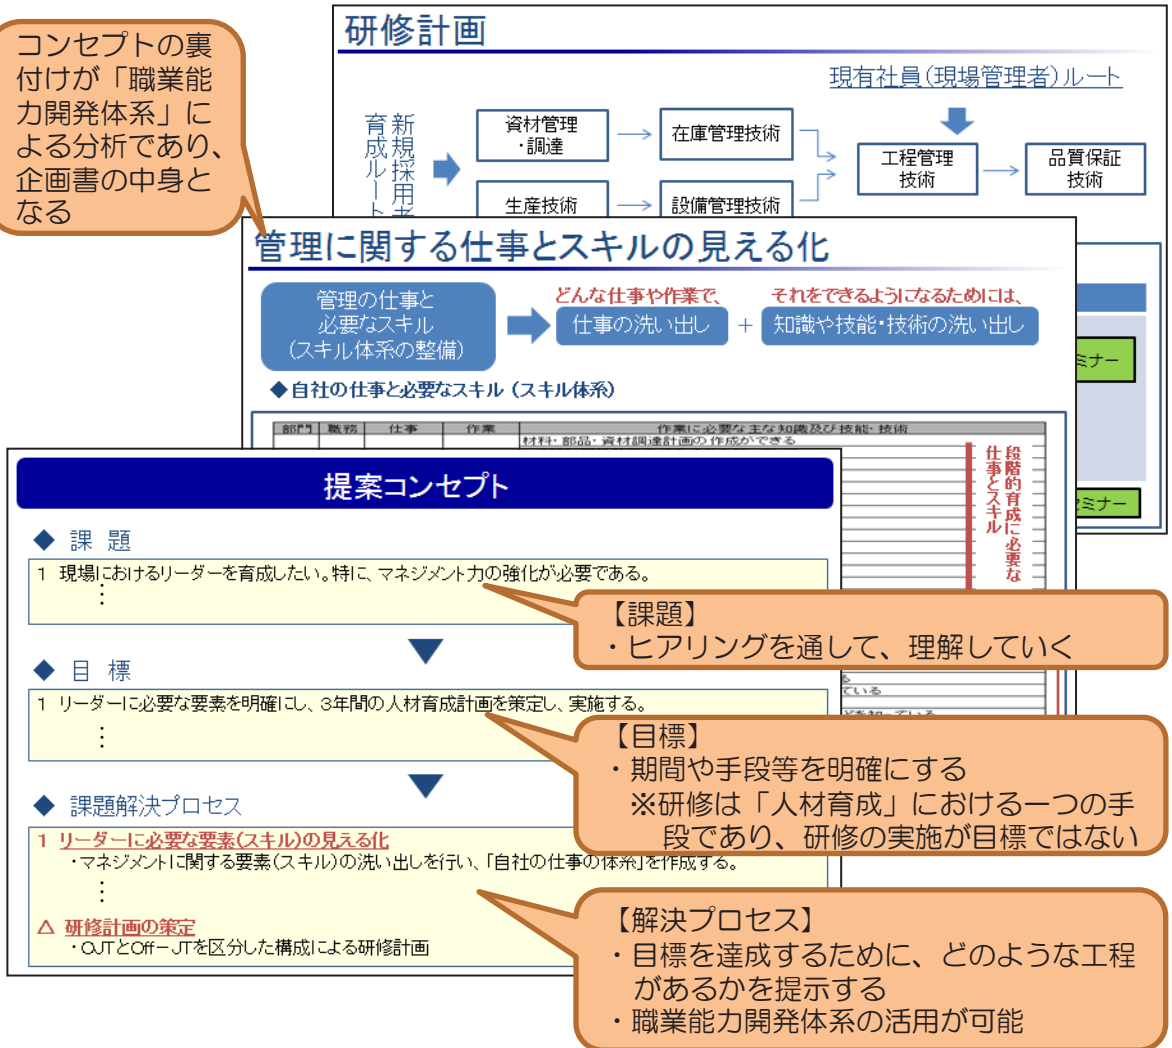 コンセプトの裏
付けが「職業能
力開発体系」に
よる分析であり、
企画書の中身と
なる
研修計画
現有社員(現場管理者)ルート
新規採用者
育成ルート
資材管理
・調達
在庫管理技術
工程管理
技術
品質保証
技術
生産技術
設備管理技術
管理に関する仕事とスキルの見える化
管理の仕事と
必要なスキル
(スキル体系の整備)
どんな仕事や作業で、
仕事の洗い出し
+
それをできるようになるためには、
知識や技能・技術の洗い出し
ミナー
◆自社の仕事と必要なスキル(スキル体系)
部門 職務 仕事 作業 作業に必要な主な知識及び技能・技術
材料・部品・資材調達計画の作成ができる
段階的育成に必要な
仕事とスキル
ミナー
提案コンセプト
◆ 課 題
1 現場におけるリーダーを育成したい。特に、マネジメント力の強化が必要である。
⋮
【課題】
・ヒアリングを通して、理解していく
◆ 目 標
1 リーダーに必要な要素を明確にし、3年間の人材育成計画を策定し、実施する。
⋮
ている
【目標】
・期間や手段等を明確にする
※研修は「人材育成」における一つの手
段であり、研修の実施が目標ではない
◆ 課題解決プロセス
1 リーダーに必要な要素(スキル)の見える化
・マネジメントに関する要素(スキル)の洗い出しを行い、「自社の仕事の体系」を作成する。
⋮
△ 研修計画の策定
・OJTとOff-JTを区分した構成による研修計画
【解決プロセス】
・目標を達成するために、どのような工程
があるかを提示する
・職業能力開発体系の活用が可能